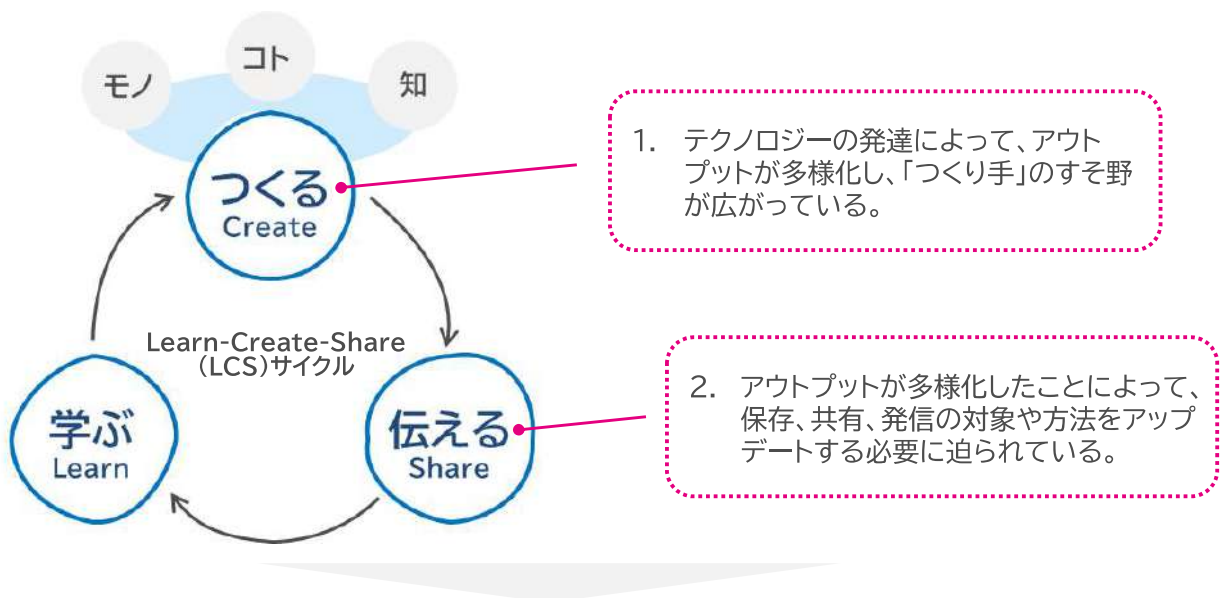 モノ
コト
知
つくる
Create
1. テクノロジーの発達によって、アウト
プットが多様化し、「つくり手」のすそ野
が広がっている。
Learn-Create-Share
(LCS)サイクル
学ぶ
Learn
伝える
Share
2. アウトプットが多様化したことによって、
保存、共有、発信の対象や方法をアップ
デートする必要に迫られている。